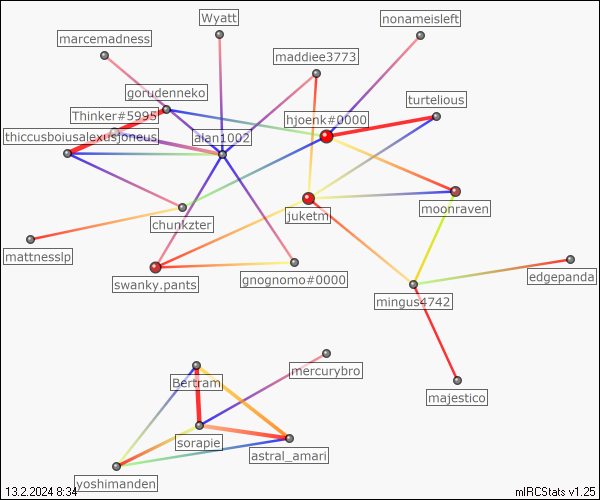 Wyatt
nonameisleft
marcemadness
maddiee3773
gorudenneko
turtelious
Thinker#5995
hjoenk#0000
thiccusboiusalexusjoneus
alan1002
moonraven
juketm
chunkzter
mattnesslp
edgepanda
swanky.pants
gnognomo#0000
mingus4742
mercurybro
Bertram
majestico
sorapie
astral_amari
yoshimanden
13.2.2024 8:34
mIRCStats v1.25